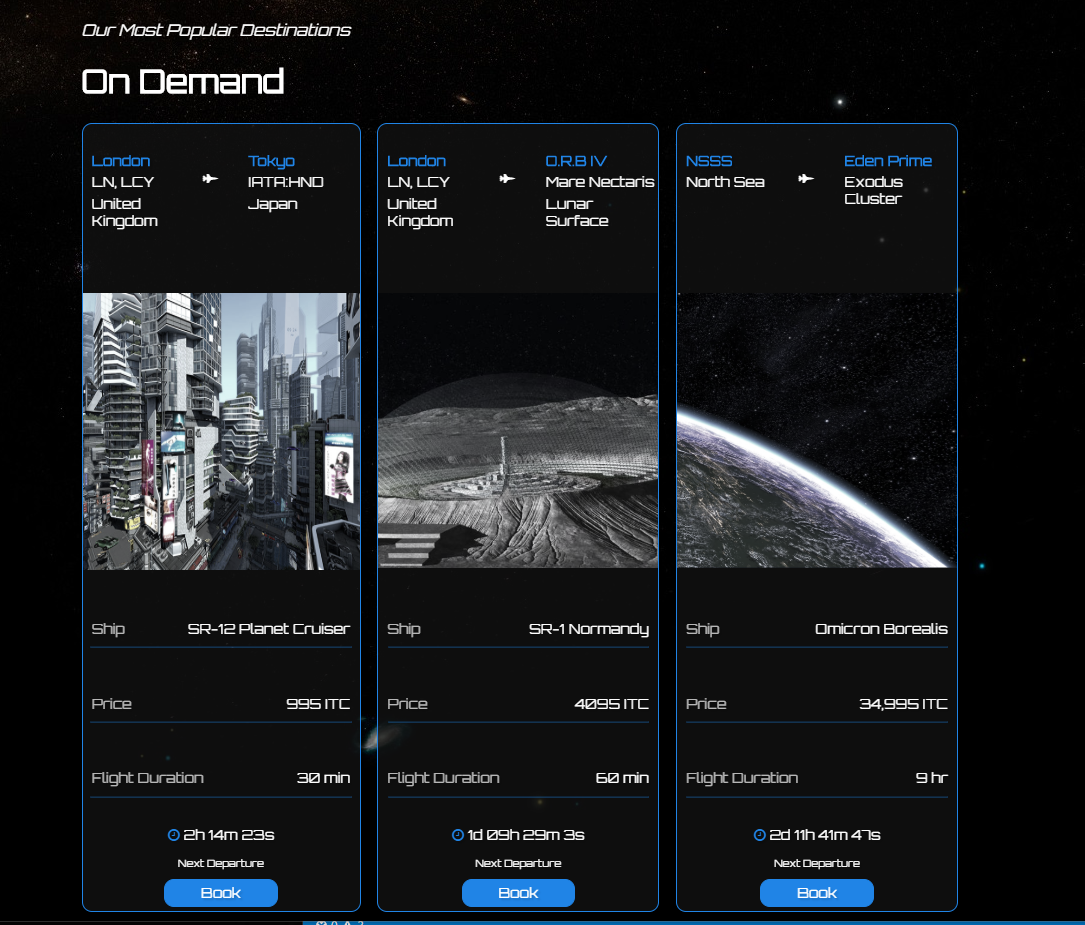 Our Most Popular Destinations
On Demand
London
LN, LCY
United
Kingdom
Tokyo
IATA:HND
Japan
London
LN, LCY
United
Kingdom
O.R.B IV
Mare Nectaris
Lunar
Surface
NSSS
North Sea
Eden Prime
Exodus
Cluster
Ship SR-12 Planet Cruiser
Price 995 ITC
Flight Duration 30 min
2h 14m 23s
Next Departure
Book
Ship SR-1 Normandy
Price 4095 ITC
Flight Duration 60 min
1d 09h 29m 3s
Next Departure
Book
Ship Omicron Borealis
Price 34,995 ITC
Flight Duration 9 hr
2d 11h 41m 47s
Next Departure
Book